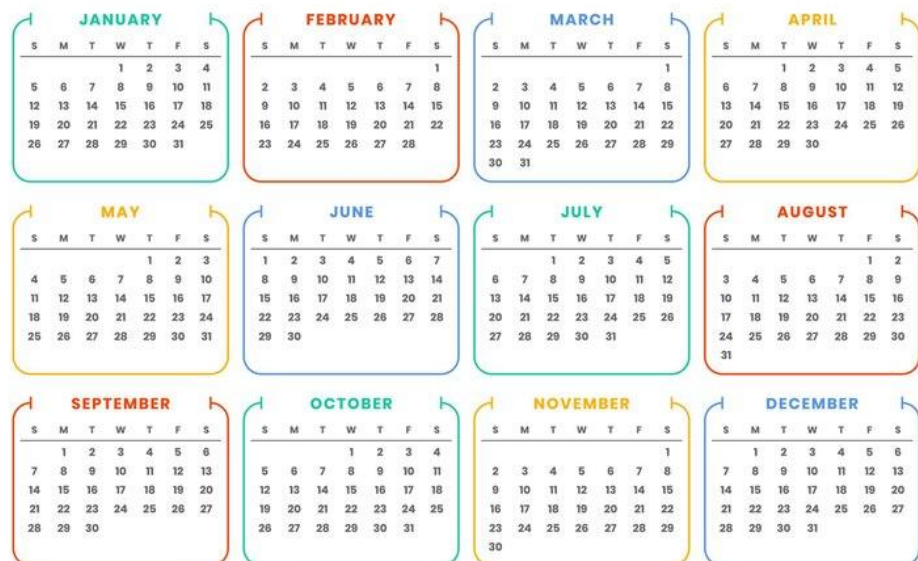 JANUARY
S M T W T F S
1 2 3 4
5 6 7 8 9 10 11
12 13 14 15 16 17 18
19 20 21 22 23 24 25
26 27 28 29 30 31
FEBRUARY
S M T W T F S
1
2 3 4 5 6 7 8
9 10 11 12 13 14 15
16 17 18 19 20 21 22
23 24 25 26 27 28
MARCH
S M T W T F S
1
2 3 4 5 6 7 8
9 10 11 12 13 14 15
16 17 18 19 20 21 22
23 24 25 26 27 28 29
30 31
APRIL
S M T W T F S
1 2 3 4 5
6 7 8 9 10 11 12
13 14 15 16 17 18 19
20 21 22 23 24 25 26
27 28 29 30
MAY
S M T W T F S
1 2 3
4 5 6 7 8 9 10
11 12 13 14 15 16 17
18 19 20 21 22 23 24
25 26 27 28 29 30 31
JUNE
S M T W T F S
1 2 3 4 5 6 7
8 9 10 11 12 13 14
15 16 17 18 19 20 21
22 23 24 25 26 27 28
29 30
JULY
S M T W T F S
1 2 3 4 5
6 7 8 9 10 11 12
13 14 15 16 17 18 19
20 21 22 23 24 25 26
27 28 29 30 31
AUGUST
S M T W T F S
1 2
3 4 5 6 7 8 9
10 11 12 13 14 15 16
17 18 19 20 21 22 23
24 25 26 27 28 29 30
31
SEPTEMBER
S M T W T F S
1 2 3 4 5 6
7 8 9 10 11 12 13
14 15 16 17 18 19 20
21 22 23 24 25 26 27
28 29 30
OCTOBER
S M T W T F S
1 2 3 4
5 6 7 8 9 10 11
12 13 14 15 16 17 18
19 20 21 22 23 24 25
26 27 28 29 30 31
NOVEMBER
S M T W T F S
1
2 3 4 5 6 7 8
9 10 11 12 13 14 15
16 17 18 19 20 21 22
23 24 25 26 27 28 29
30
DECEMBER
S M T W T F S
1 2 3 4 5 6
7 8 9 10 11 12 13
14 15 16 17 18 19 20
21 22 23 24 25 26 27
28 29 30 31